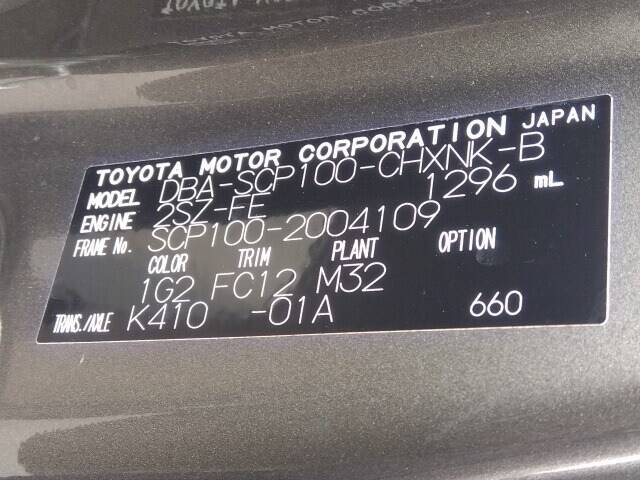 TOYOTA MOTOR CORPORATION JAPAN
MODEL DBA-SCP100-CHXNK-B
ENGINE 2SZ-FE 1296 mL
FRAME No. SCP100-2004109
COLOR TRIM PLANT OPTION
1G2 FC12 M32
TRANS./AXLE K410 -01A 660